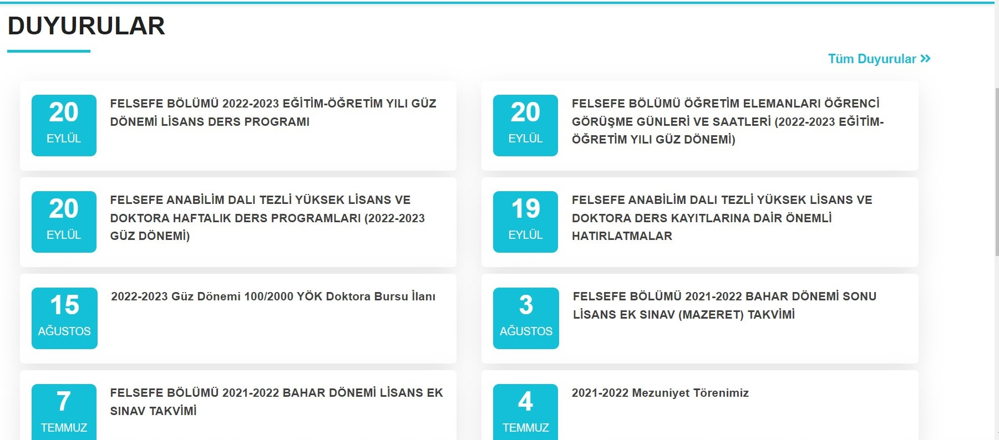 DUYURULAR
Tüm Duyurular
20
EYLÜL
FELSEFE BÖLÜMÜ 2022-2023 EĞİTİM-ÖĞRETİM YILI GÜZ
DÖNEMİ LİSANS DERS PROGRAMI
20
EYLÜL
FELSEFE BÖLÜMÜ ÖĞRETİM ELEMANLARI ÖĞRENCİ
GÖRÜŞME GÜNLERİ VE SAATLERİ (2022-2023 EĞİTİM-
ÖĞRETİM YILI GÜZ DÖNEMİ)
20
EYLÜL
FELSEFE ANABİLİM DALI TEZLİ YÜKSEK LİSANS VE
DOKTORA HAFTALIK DERS PROGRAMLARI (2022-2023
GÜZ DÖNEMİ)
19
EYLÜL
FELSEFE ANABİLİM DALI TEZLİ YÜKSEK LİSANS VE
DOKTORA DERS KAYITLARINA DAİR ÖNEMLİ
HATIRLATMALAR
15
AĞUSTOS
2022-2023 Güz Dönemi 100/2000 YÖK Doktora Bursu İlanı
3
AĞUSTOS
FELSEFE BÖLÜMÜ 2021-2022 BAHAR DÖNEMİ SONU
LİSANS EK SINAV (MAZERET) TAKVİMİ
7
TEMMUZ
FELSEFE BÖLÜMÜ 2021-2022 BAHAR DÖNEMİ LİSANS EK
SINAV TAKVİMİ
4
TEMMUZ
2021-2022 Mezuniyet Törenimiz